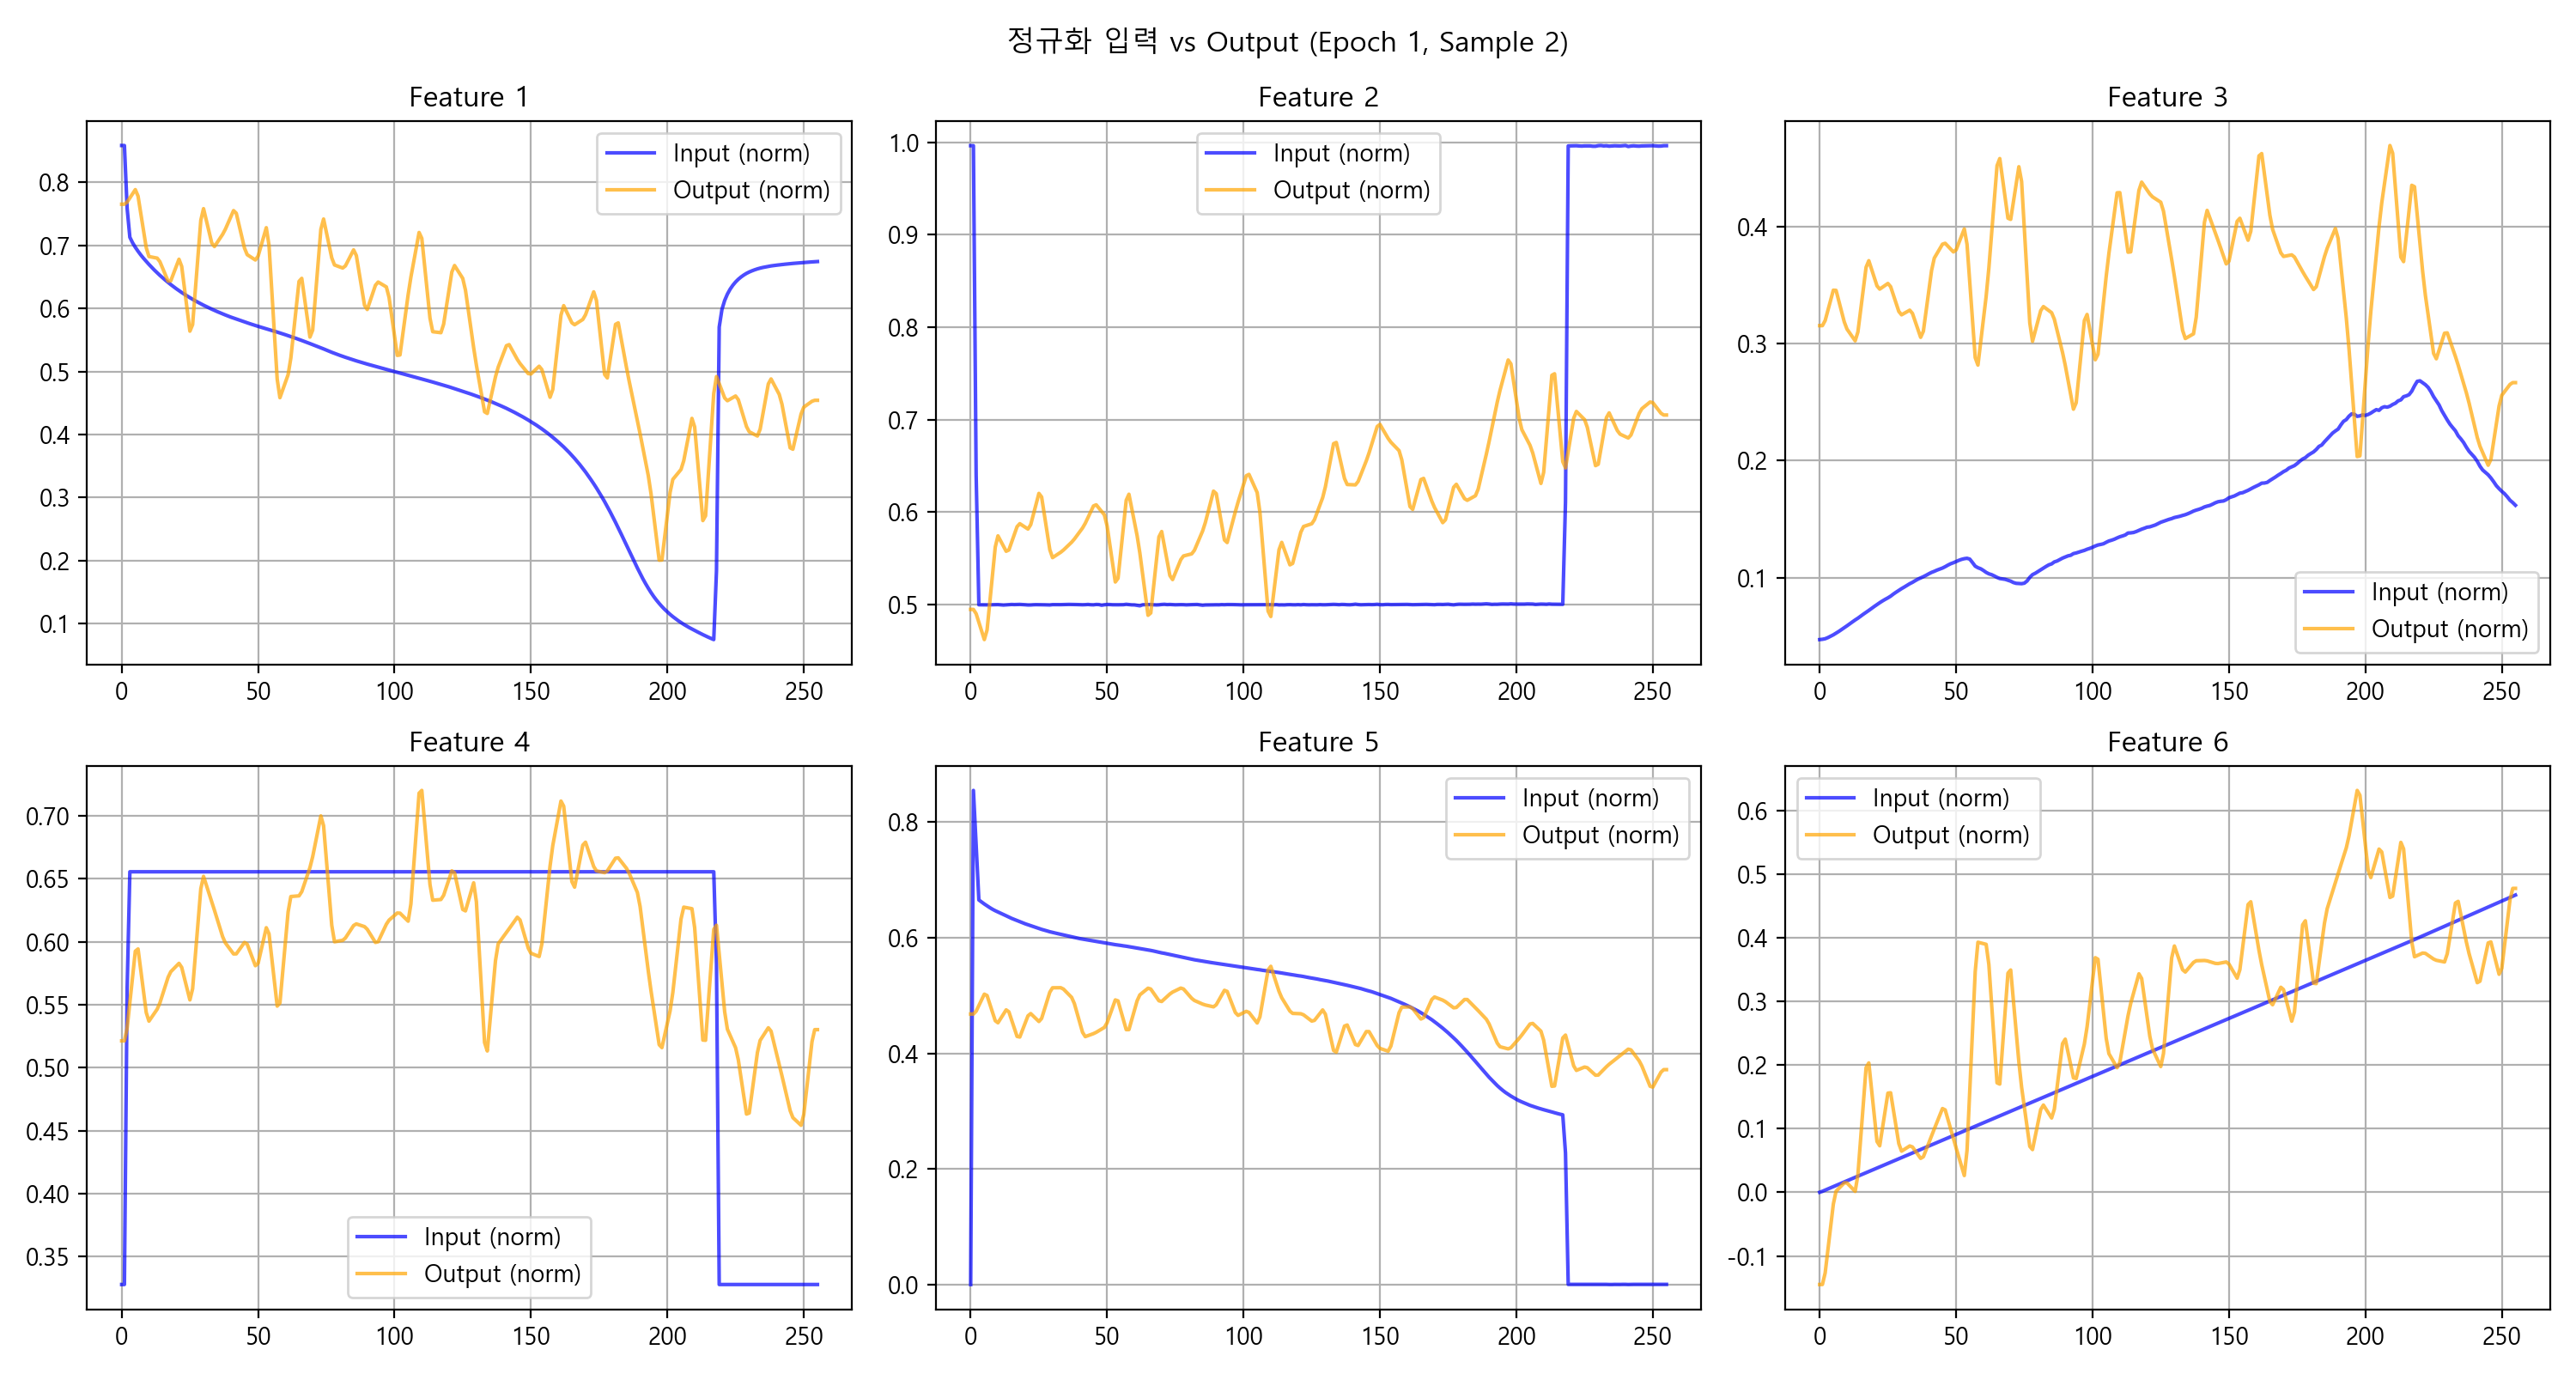 정규화 입력 vs Output (Epoch 1, Sample 2)
Feature 1
Input (norm)
Output (norm)
0.8
0.7
0.6
0.5
0.4
0.3
0.2
0.1
0 50 100 150 200 250
Feature 2
Input (norm)
Output (norm)
1.0
0.9
0.8
0.7
0.6
0.5
0 50 100 150 200 250
Feature 3
0.4
0.3
0.2
0.1
Input (norm)
Output (norm)
0 50 100 150 200 250
Feature 4
0.70
0.65
0.60
0.55
0.50
0.45
0.40
0.35
Input (norm)
Output (norm)
0 50 100 150 200 250
Feature 5
Input (norm)
Output (norm)
0.8
0.6
0.4
0.2
0.0
0 50 100 150 200 250
Feature 6
Input (norm)
Output (norm)
0.6
0.5
0.4
0.3
0.2
0.1
0.0
-0.1
0 50 100 150 200 250